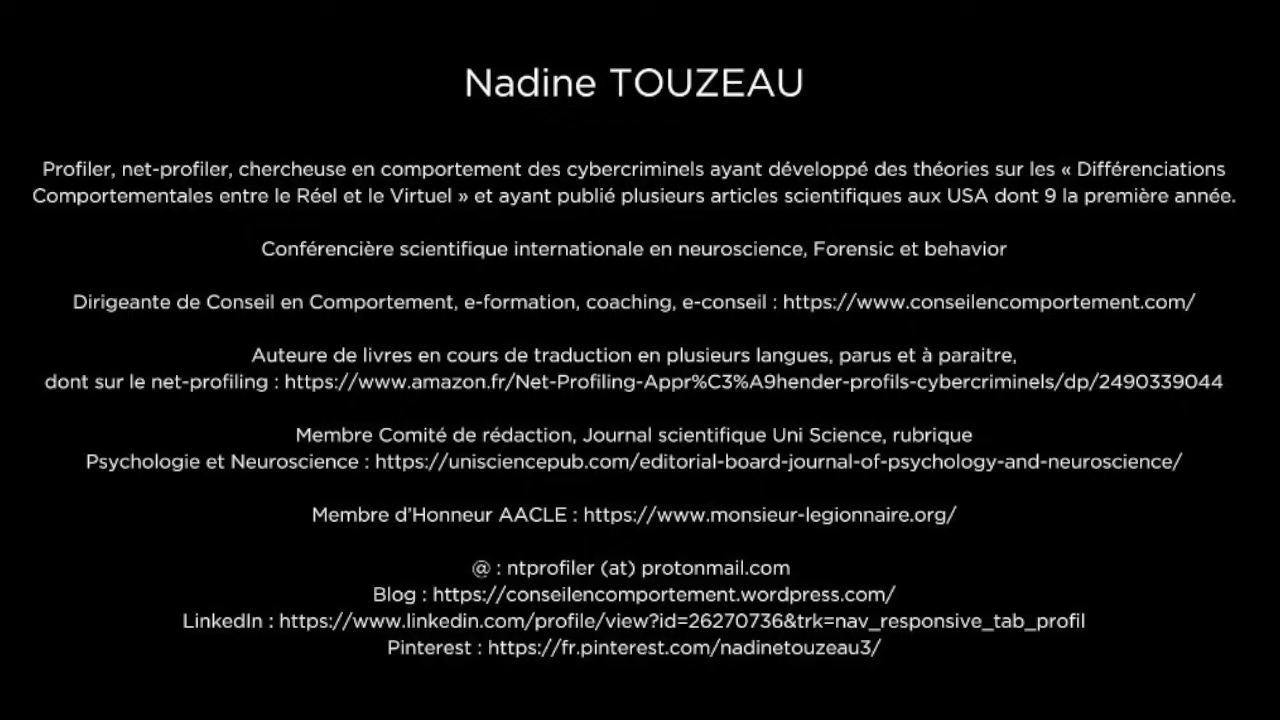 Nadine TOUZEAU
Profiler, net-profiler, chercheuse en comportement des cybercriminels ayant développé des théories sur les « Différenciations
Comportementales entre le Réel et le Virtuel » et ayant publié plusieurs articles scientifiques aux USA dont 9 la première année.
Conférencière scientifique internationale en neuroscience, Forensic et behavior
Dirigeante de Conseil en Comportement, e-formation, coaching, e-conseil : https://www.conseilencomportement.com/
Auteure de livres en cours de traduction en plusieurs langues, parus et à paraitre,
dont sur le net-profiling : https://www.amazon.fr/Net-Profiling-Appr%C3%A9hender-profils-cybercriminels/dp/2490339044
Membre Comité de rédaction, Journal scientifique Uni Science, rubrique
Psychologie et Neuroscience : https://unisciencepub.com/editorial-board-journal-of-psychology-and-neuroscience/
Membre d'Honneur AACLE : https://www.monsieur-legionnaire.org/
@ : ntprofiler (at) protonmail.com
Blog : https://conseilencomportement.wordpress.com/
LinkedIn : https://www.linkedin.com/profile/view?id=26270736&trk=nav_responsive_tab_profil
Pinterest : https://fr.pinterest.com/nadinetouzeau3/